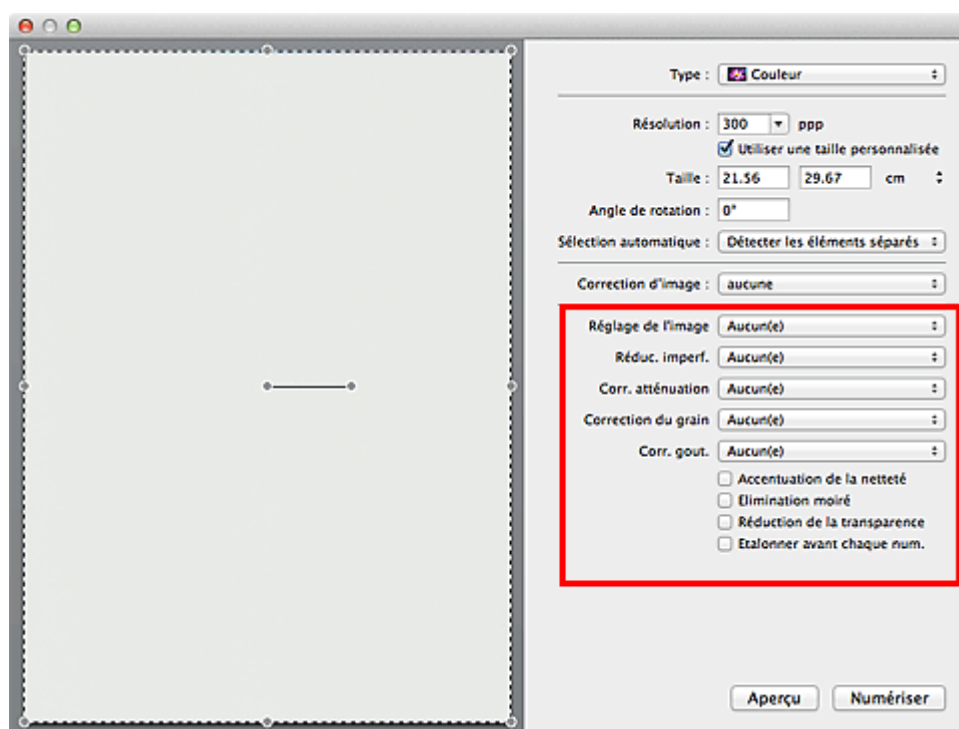 Type : Couleur
Résolution : 300 ppp
Utiliser une taille personnalisée
Taille : 21.56 29.67 cm
Angle de rotation : 0°
Sélection automatique : Détecter les éléments séparés
Correction d'image : aucune
Réglage de l'image Aucun(e)
Réduc. imperf. Aucun(e)
Corr. atténuation Aucun(e)
Correction du grain Aucun(e)
Corr. gout. Aucun(e)
Accentuation de la netteté
Elimination moiré
Réduction de la transparence
Etalonner avant chaque num.
Aperçu Numériser